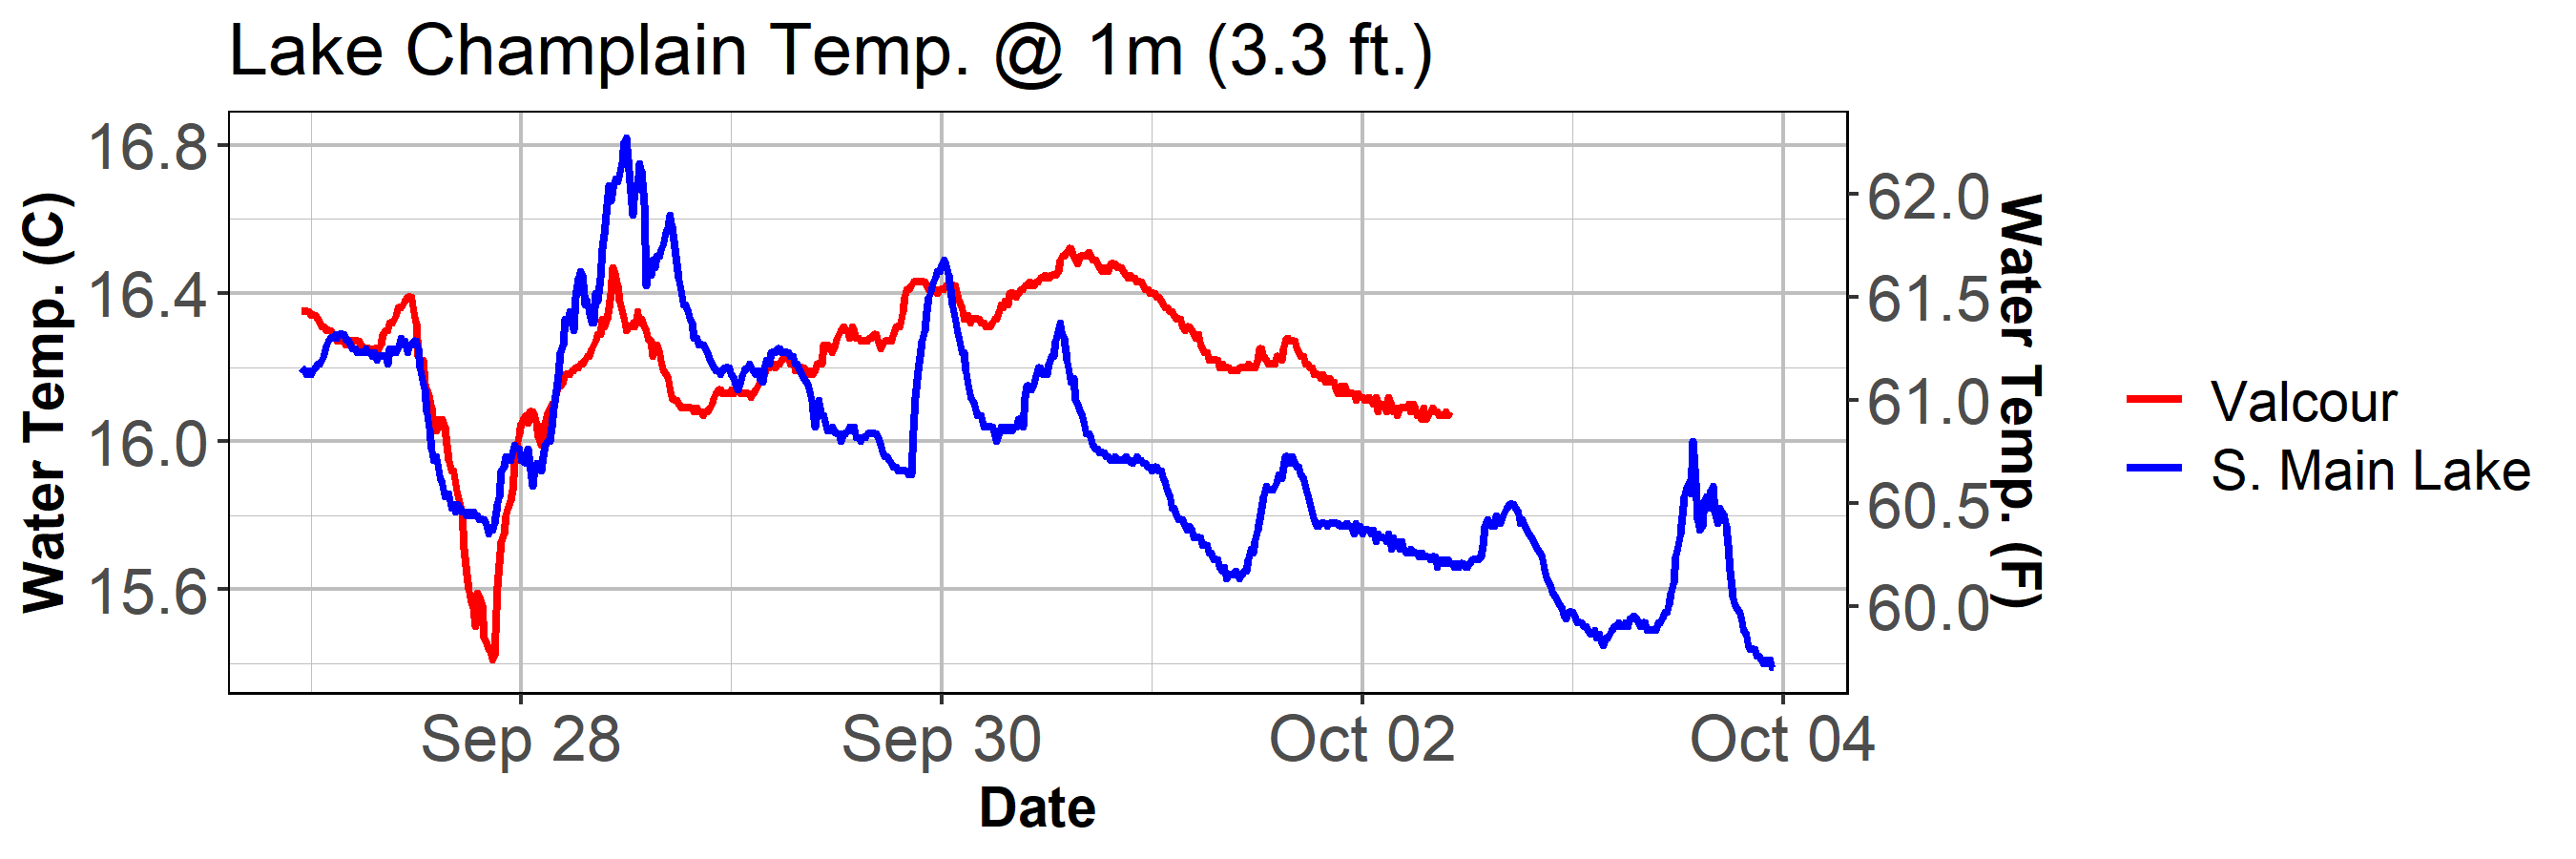 Lake Champlain Temp. @ 1m (3.3 ft.)
Water Temp. (C)
16.8
16.4
16.0
15.6
62.0
61.5
61.0
60.5
60.0
Water Temp. (F)
Valcour
S. Main Lake
Sep 28
Sep 30
Oct 02
Oct 04
Date